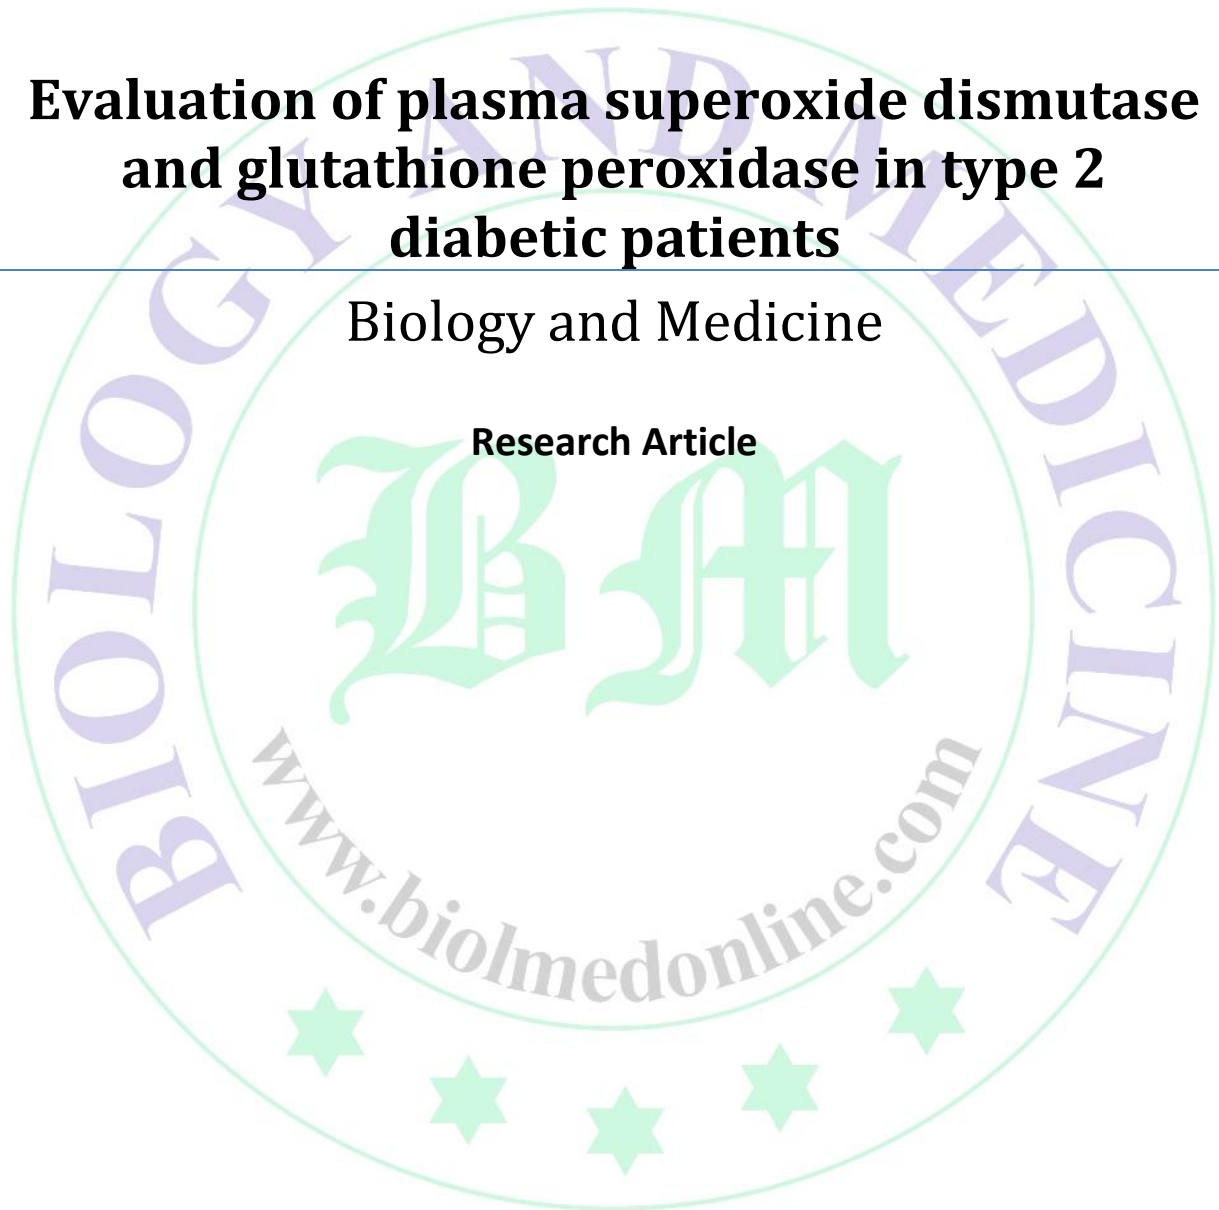 Evaluation of plasma superoxide dismutase
and glutathione peroxidase in type 2
diabetic patients
Biology and Medicine
Research Article
BIOLOGY AND MEDICINE
BM
www.biolmedonline.com